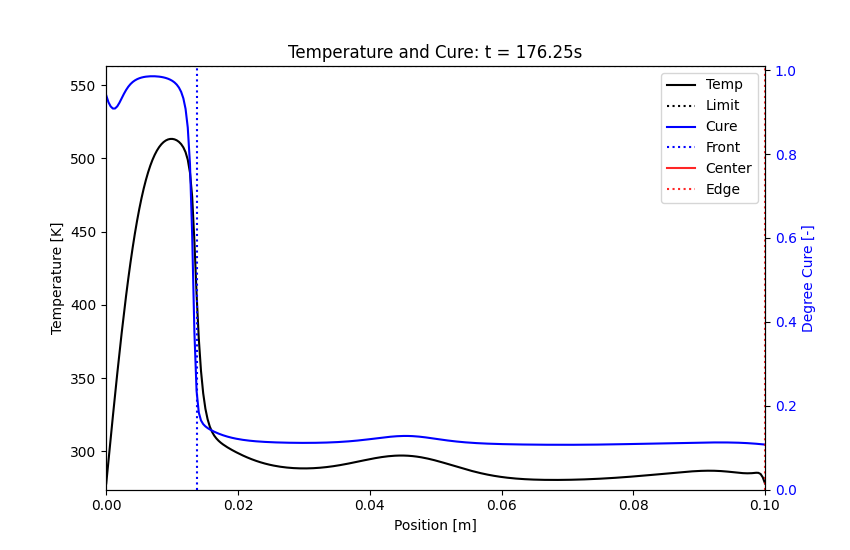 Temperature and Cure: t = 176.25s
Temperature [K]
550
500
450
400
350
300
Temp
Limit
Cure
Front
Center
Edge
1.0
0.8
0.6
0.4
0.2
0.0
Degree Cure [-]
0.00
0.02
0.04
0.06
0.08
0.10
Position [m]